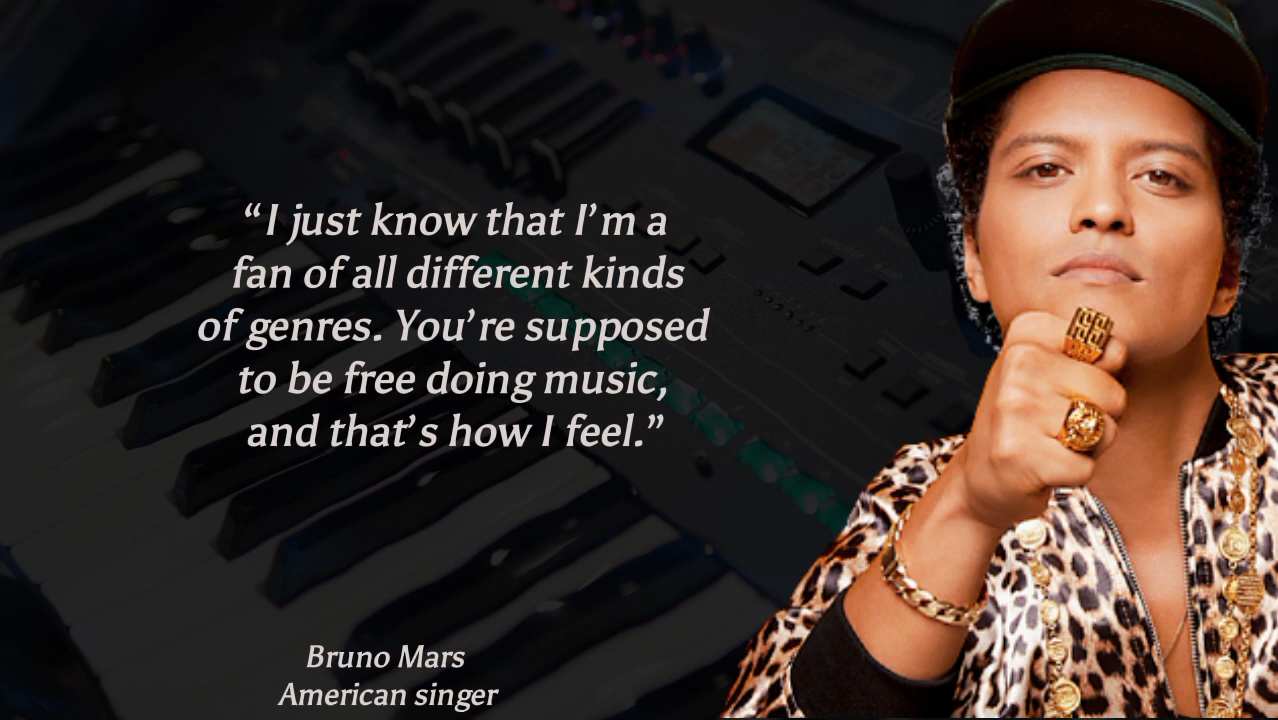 “I just know that I’m a
fan of all different kinds
of genres. You’re supposed
to be free doing music,
and that’s how I feel.”
Bruno Mars
American singer